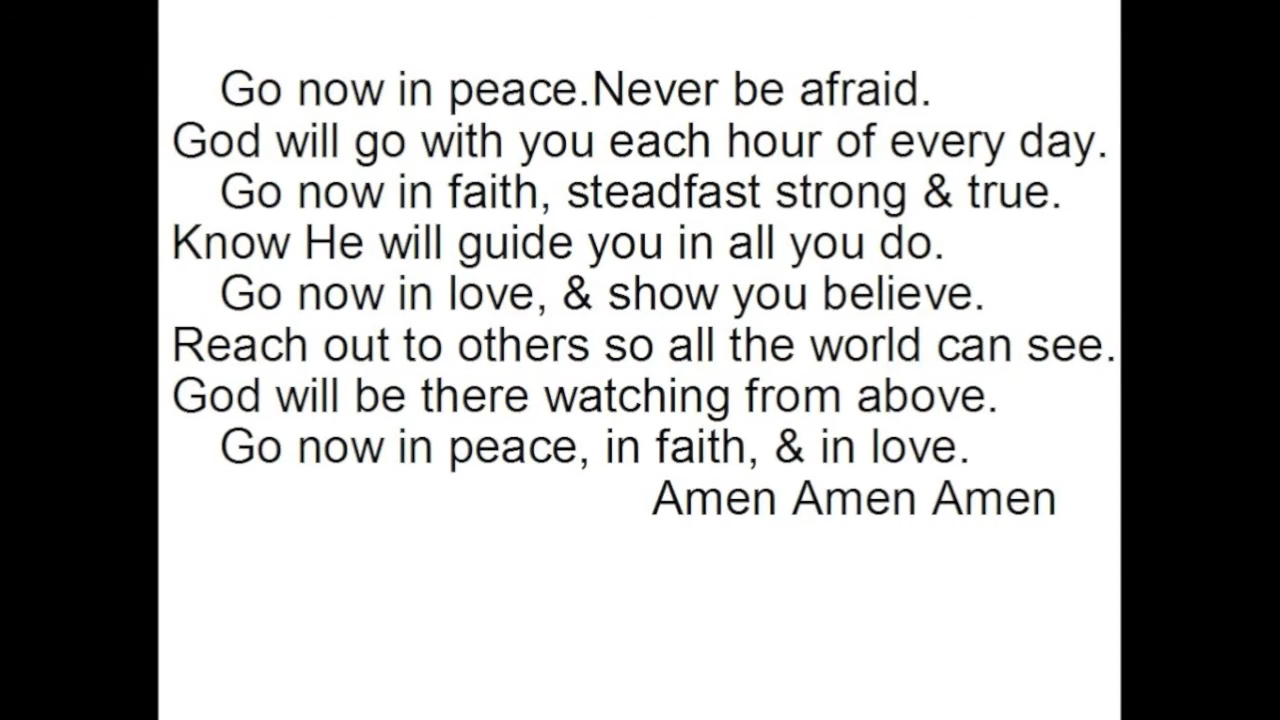 Go now in peace.Never be afraid.
God will go with you each hour of every day.
Go now in faith, steadfast strong & true.
Know He will guide you in all you do.
Go now in love, & show you believe.
Reach out to others so all the world can see.
God will be there watching from above.
Go now in peace, in faith, & in love.
Amen Amen Amen